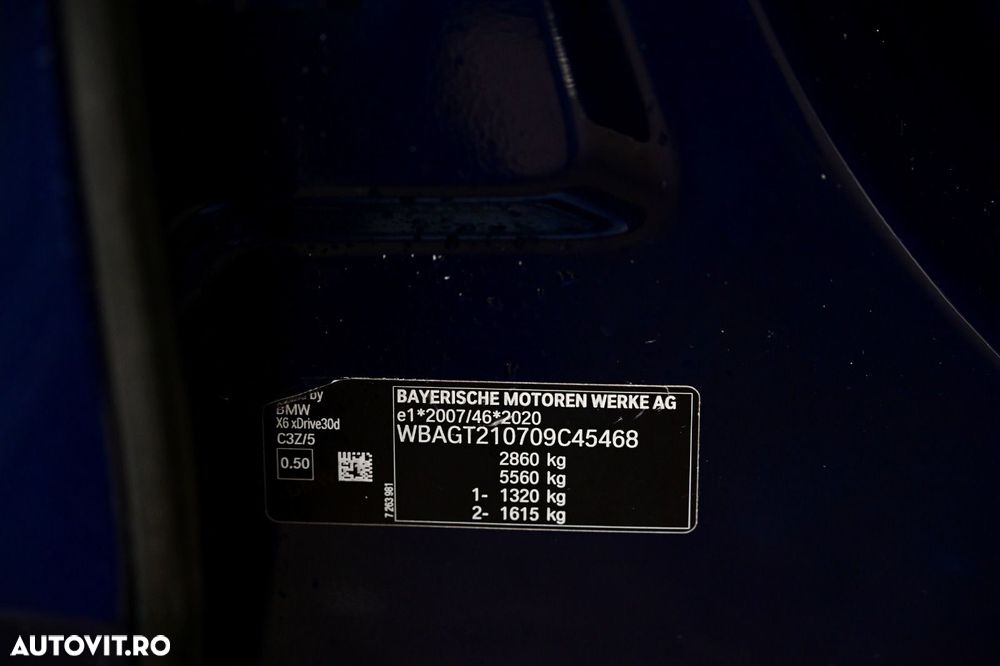 by
BMW
X6 xDrive30d
C3Z/5
0.50
7 263 981
BAYERISCHE MOTOREN WERKE AG
e1*2007/46*2020
WBAGT210709C45468
2860 kg
5560 kg
1- 1320 kg
2- 1615 kg
AUTOVIT.RO